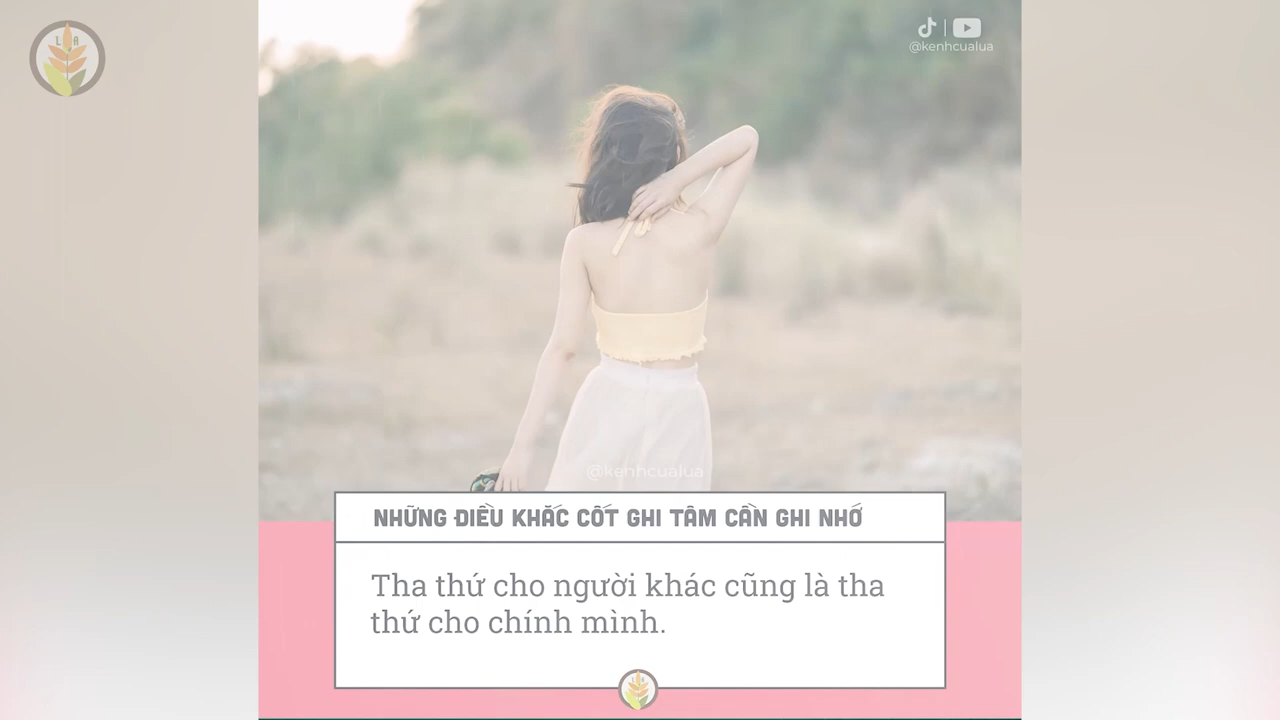 L A
@kenhcualua
@kenhcualua
NHỮNG ĐIỀU KHẮC CỐT GHI TÂM CẦN GHI NHỚ
Tha thứ cho người khác cũng là tha
thứ cho chính mình.